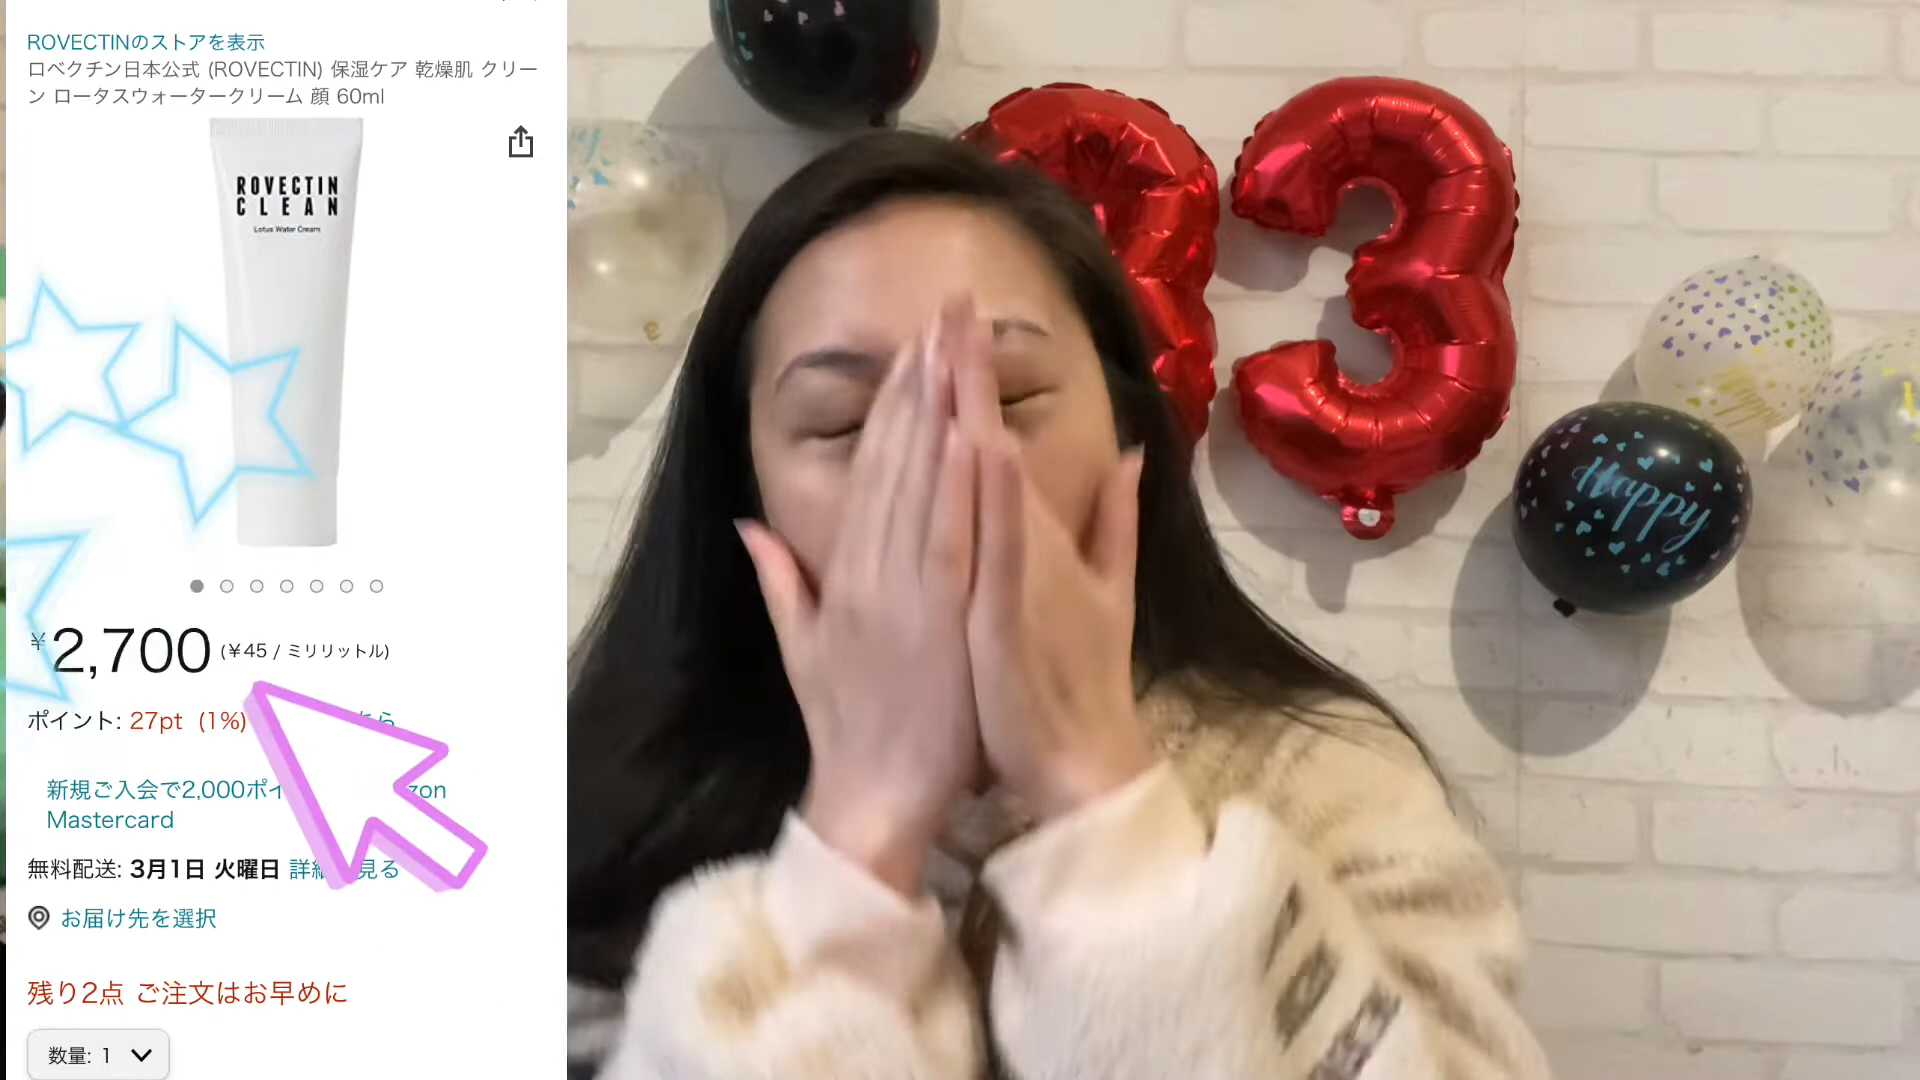 ROVECTINのストアを表示
ロベクチン日本公式 (ROVECTIN) 保湿ケア 乾燥肌 クリー
ン ロータスウォータークリーム 顔 60ml
ROVECTIN
CLEAN
Lotus Water Cream
¥2,700 (¥45 / ミリリットル)
ポイント: 27pt (1%)
新規ご入会で2,000ポイ
Mastercard
無料配送: 3月1日 火曜日 詳細 見る
お届け先を選択
残り2点 ご注文はお早めに
数量: 1
3
Happy